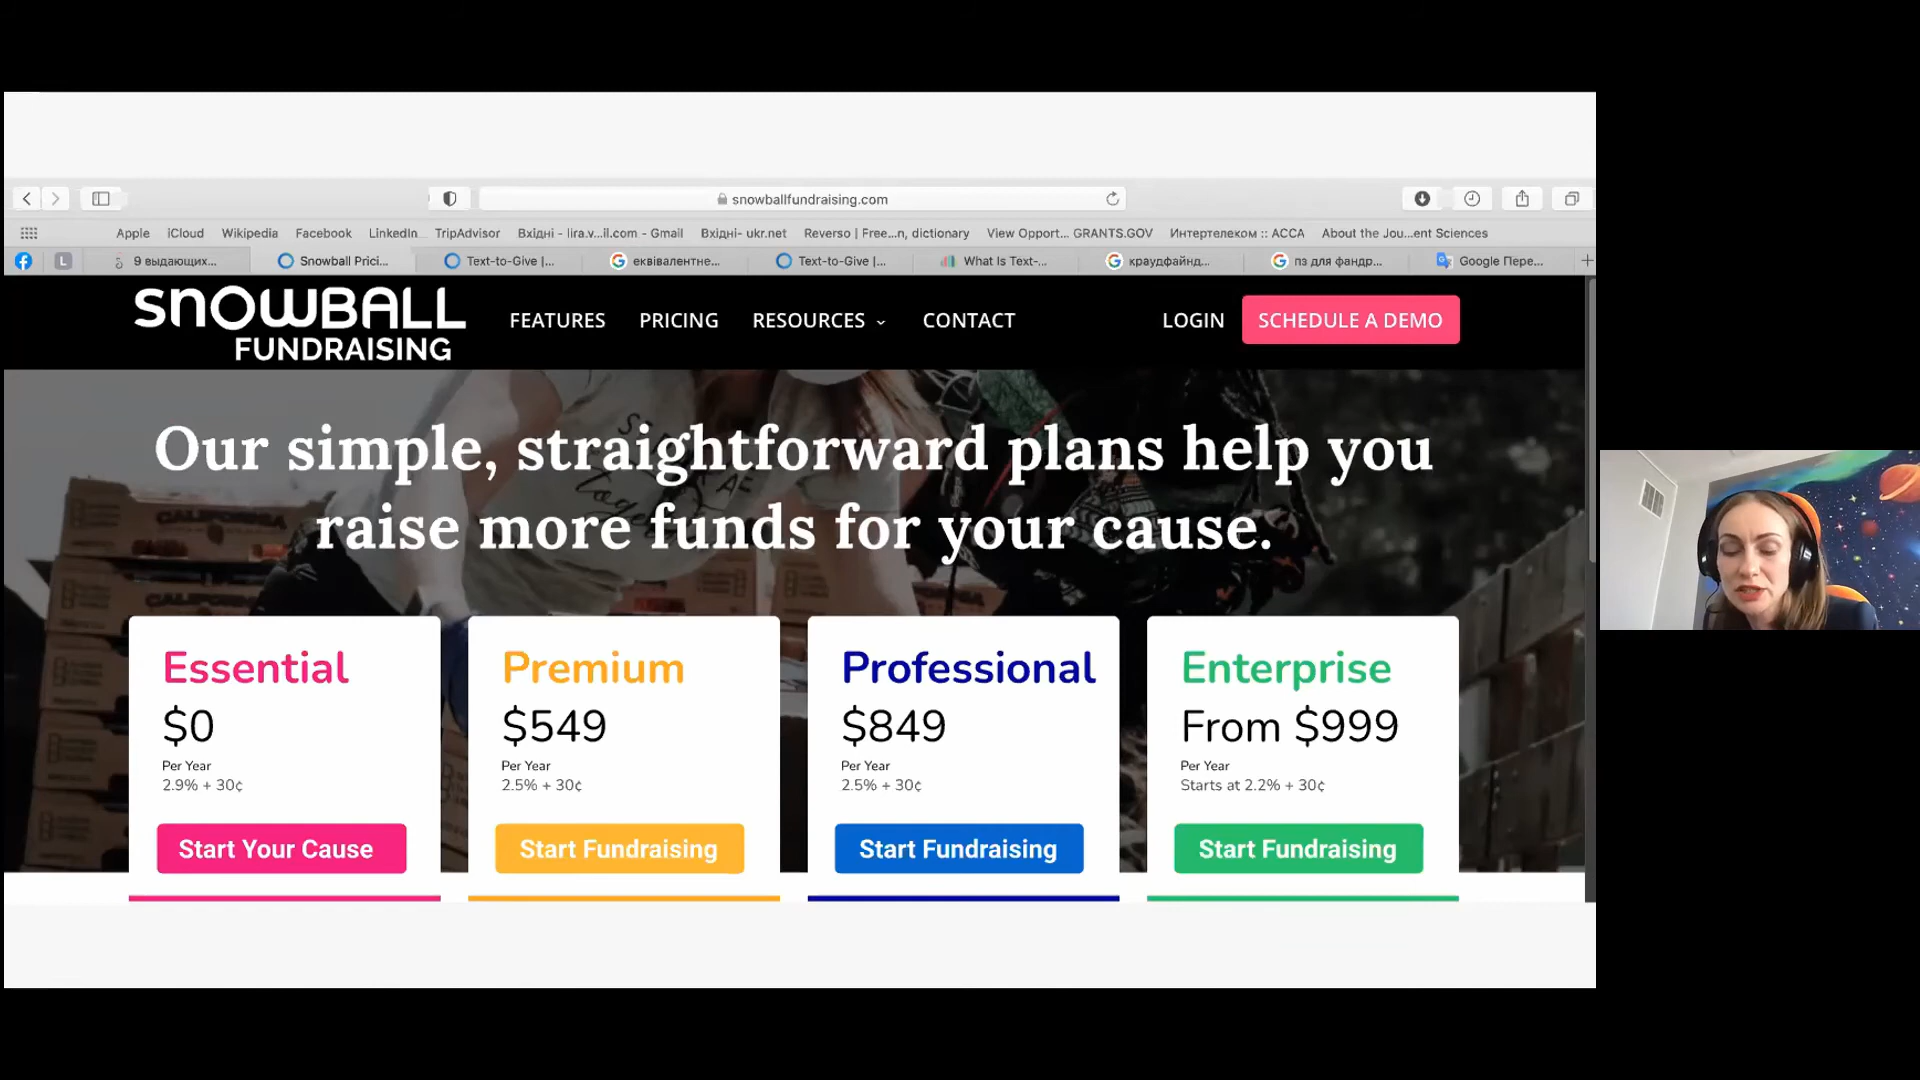 snowballfundraising.com
Apple iCloud Wikipedia Facebook LinkedIn TripAdvisor Вхідні - lira.v...il.com - Gmail Вхідні- ukr.net Reverso | Free...n, dictionary View Opport... GRANTS.GOV Интертелеком :: ACCA About the Jou...ent Sciences
L 9 выдающих... Snowball Prici... Text-to-Give |... еквівалентне... Text-to-Give |... What Is Text-... краудфайнд... пз для фандр... Google Пере...
SNOWBALL
FUNDRAISING
FEATURES PRICING RESOURCES CONTACT LOGIN SCHEDULE A DEMO
Our simple, straightforward plans help you
raise more funds for your cause.
CALIFORNIA
Essential
$0
Per Year
2.9% + 30¢
Start Your Cause
Premium
$549
Per Year
2.5% + 30¢
Start Fundraising
Professional
$849
Per Year
2.5% + 30¢
Start Fundraising
Enterprise
From $999
Per Year
Starts at 2.2% + 30¢
Start Fundraising